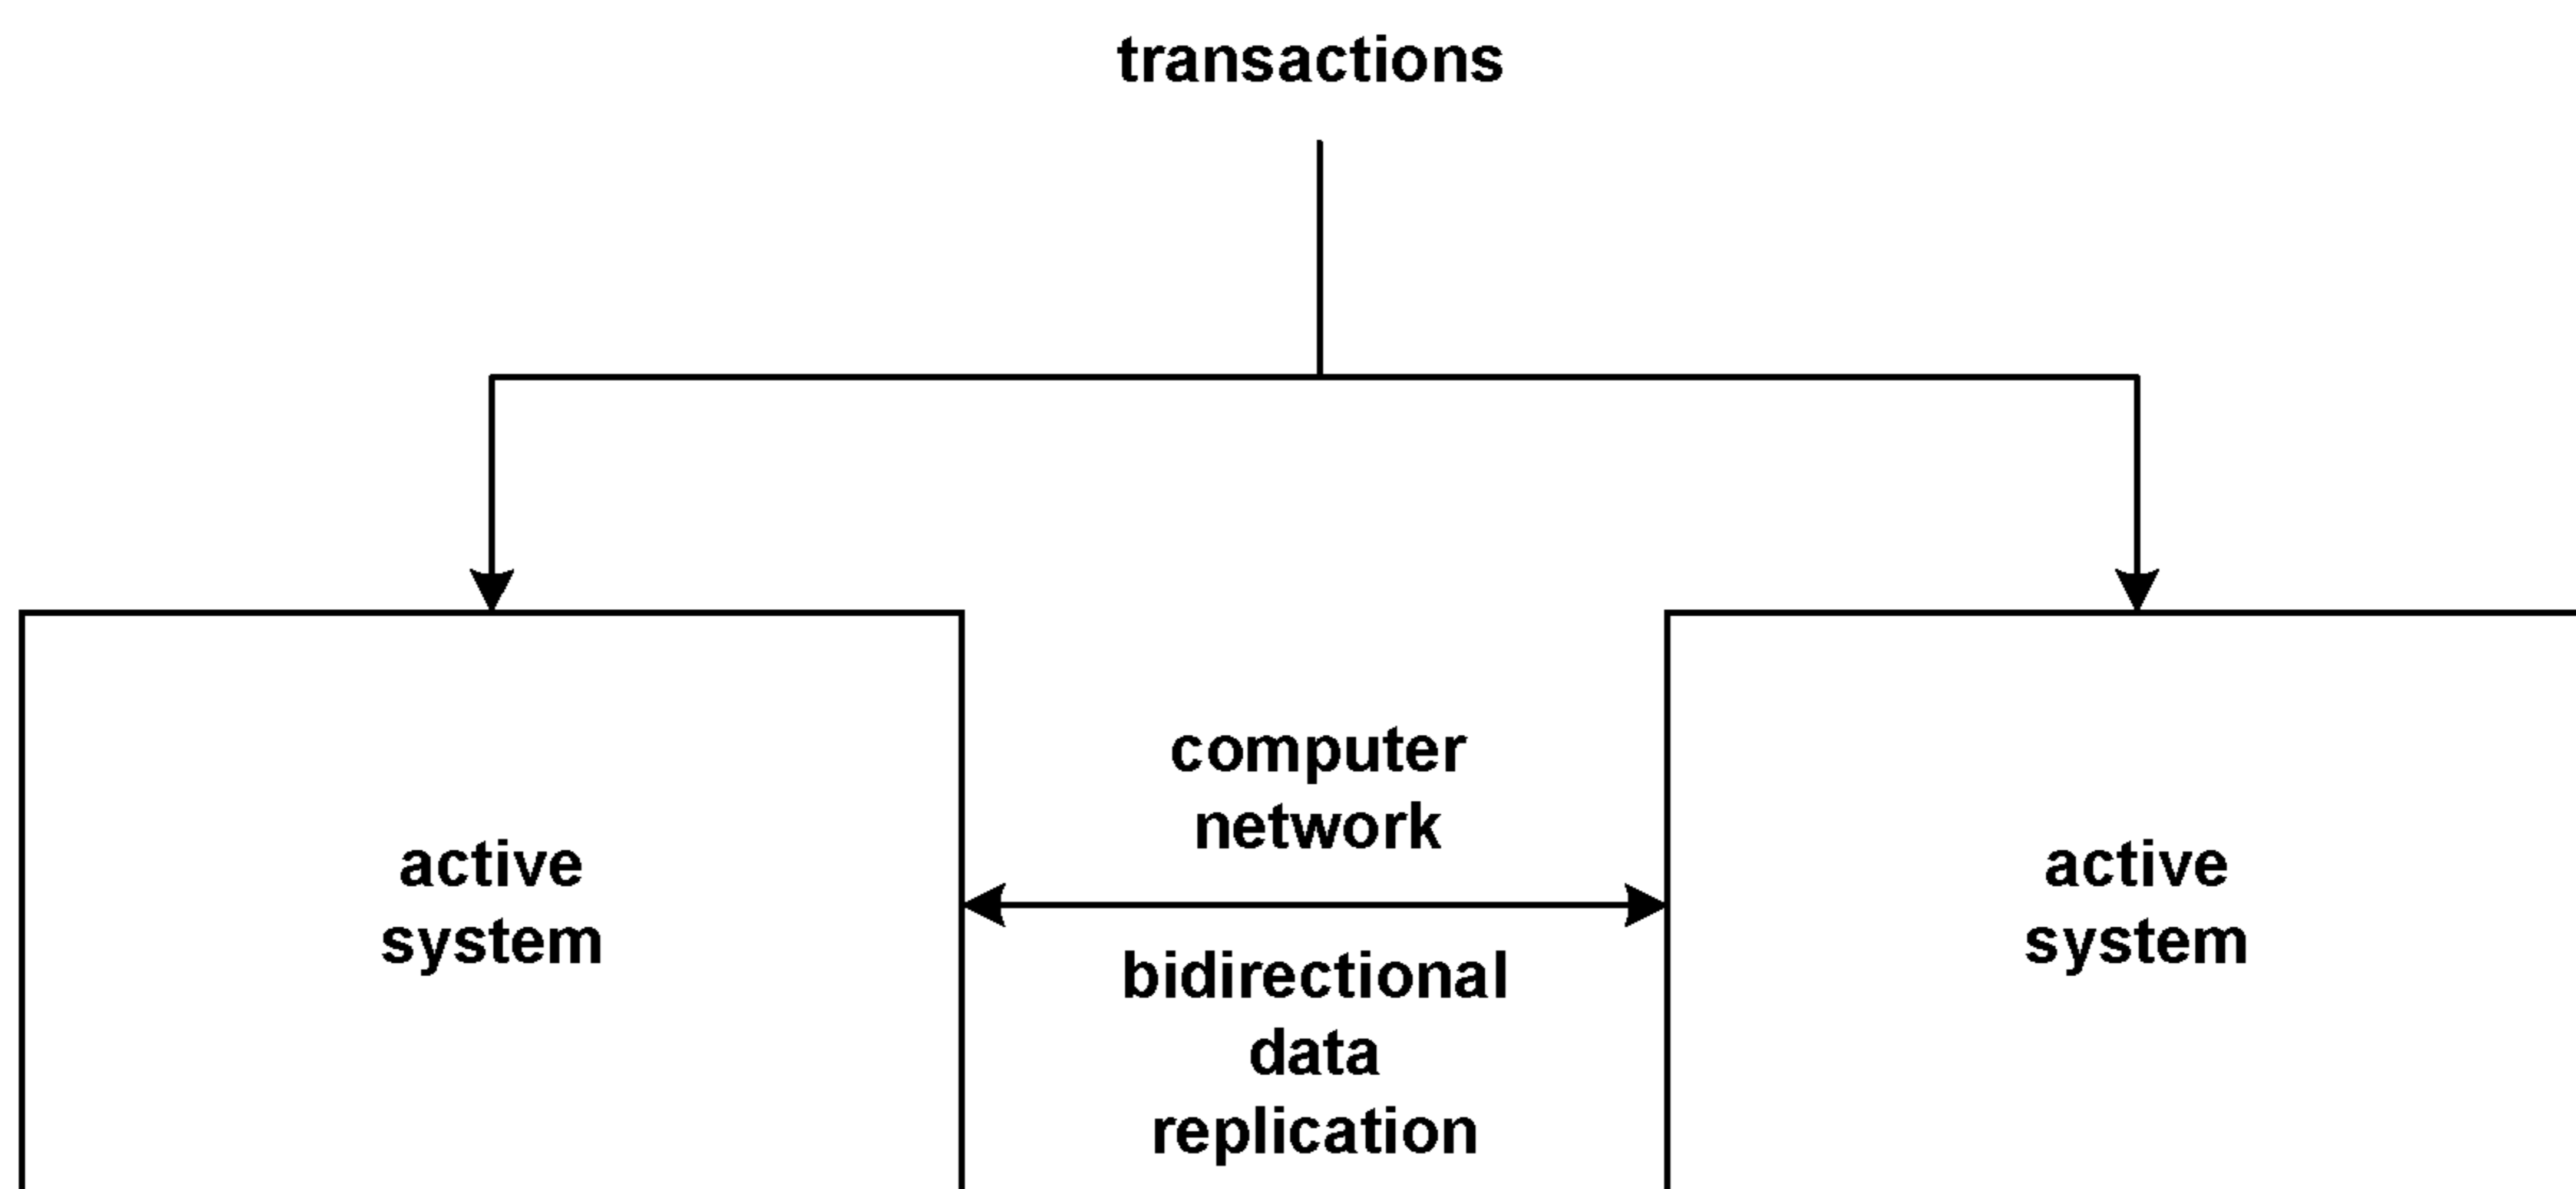 transactions
computer
network
active
system
active
system
bidirectional
data
replication